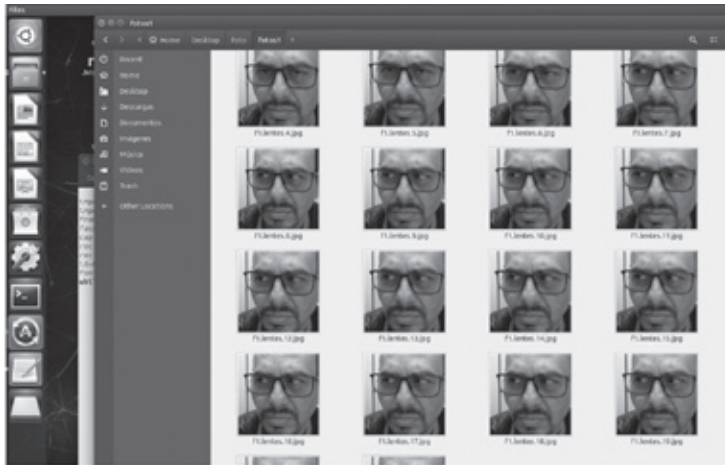 Files
Fotos1
Home Desktop Foto Fotos1
Recent
Home
Desktop
Descargas
Documentos
Imágenes
Música
Vídeos
Trash
Other Locations
f1.lentes.4.jpg f1.lentes.5.jpg f1.lentes.6.jpg f1.lentes.7.jpg
f1.lentes.8.jpg f1.lentes.9.jpg f1.lentes.10.jpg f1.lentes.11.jpg
f1.lentes.12.jpg f1.lentes.13.jpg f1.lentes.14.jpg f1.lentes.15.jpg
f1.lentes.16.jpg f1.lentes.17.jpg f1.lentes.18.jpg f1.lentes.19.jpg